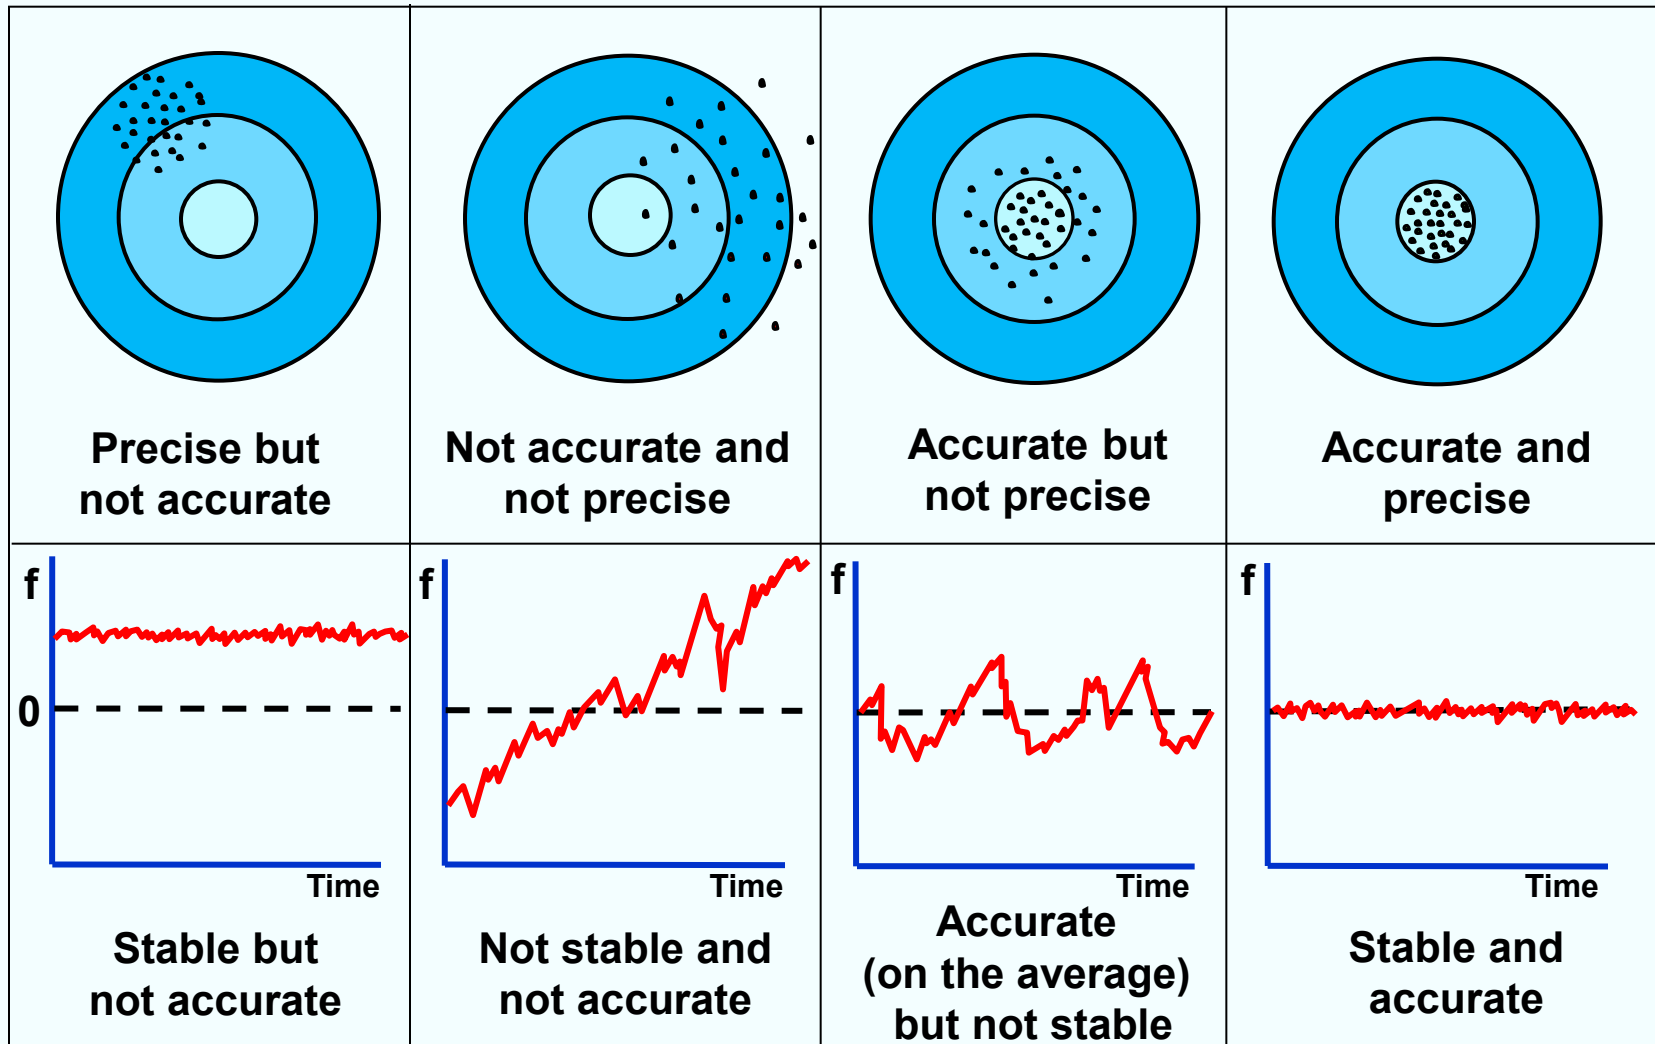 Precise but
not accurate
Not accurate and
not precise
Accurate but
not precise
Accurate and
precise
f
0
Time
Stable but
not accurate
f
Time
Not stable and
not accurate
f
Time
Accurate
(on the average)
but not stable
f
Time
Stable and
accurate